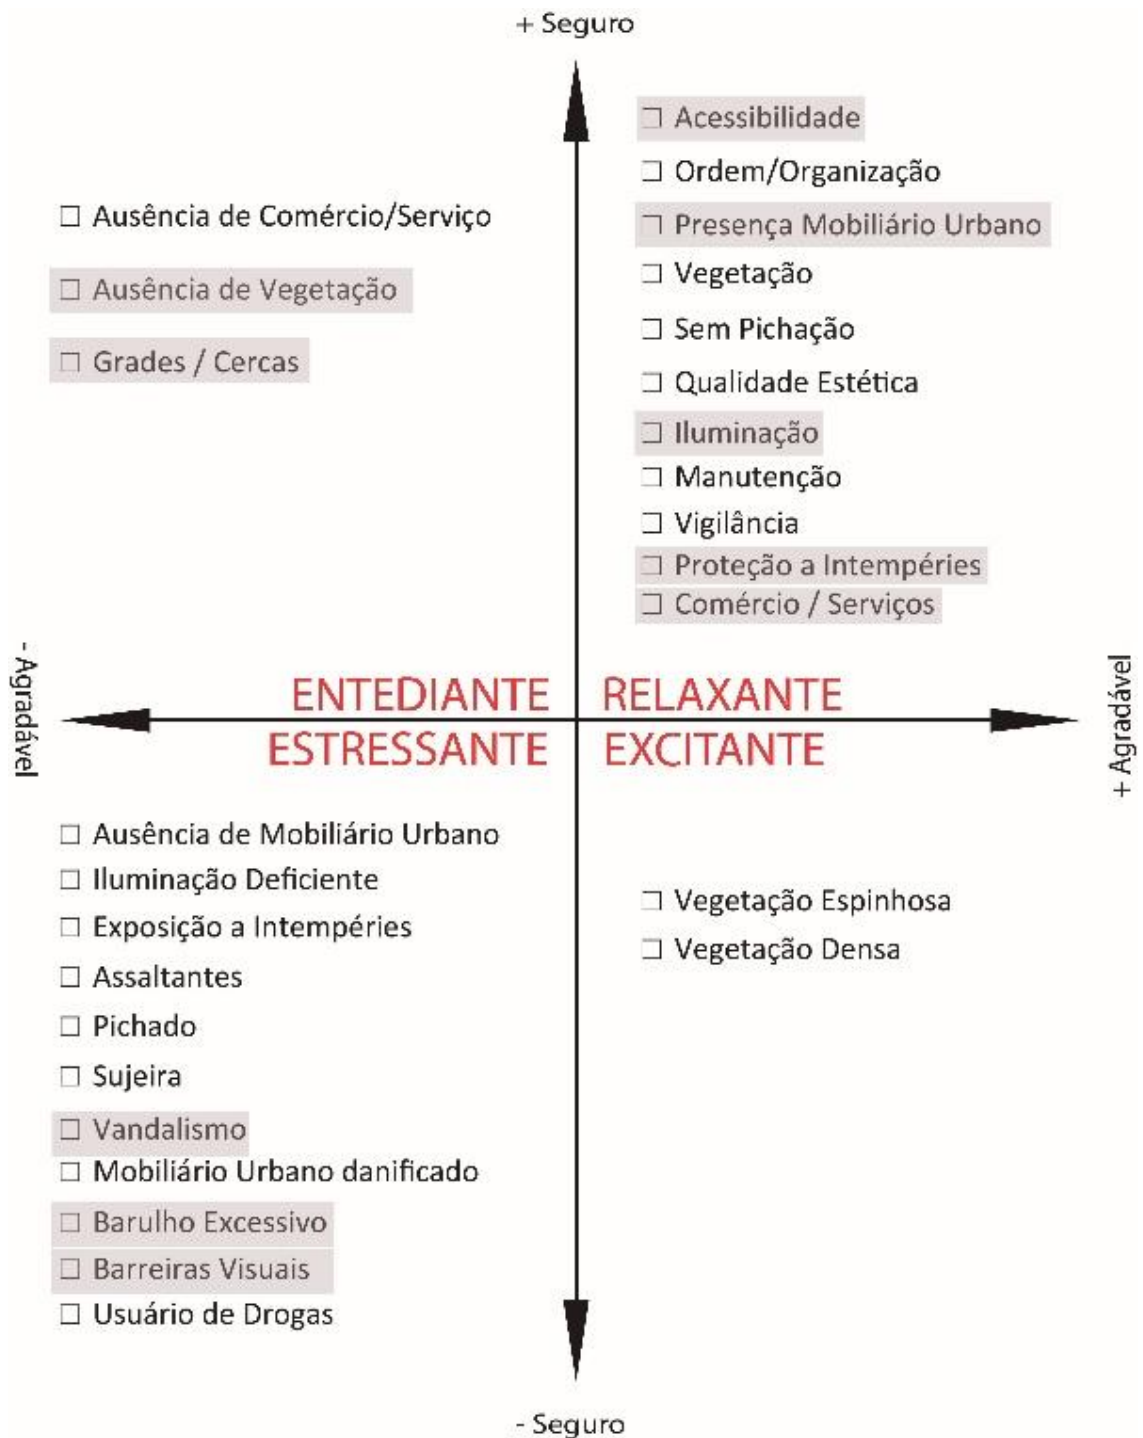 + Seguro
☐ Acessibilidade
☐ Ordem/Organização
☐ Ausência de Comércio/Serviço
☐ Presença Mobiliário Urbano
☐ Vegetação
☐ Ausência de Vegetação
☐ Sem Pichação
☐ Grades / Cercas
☐ Qualidade Estética
☐ Iluminação
☐ Manutenção
☐ Vigilância
☐ Proteção a Intempéries
☐ Comércio / Serviços
- Agradável
ENTEDIANTE
RELAXANTE
ESTRESSANTE
EXCITANTE
+ Agradável
☐ Ausência de Mobiliário Urbano
☐ Iluminação Deficiente
☐ Exposição a Intempéries
☐ Assaltantes
☐ Pichado
☐ Sujeira
☐ Vandalismo
☐ Mobiliário Urbano danificado
☐ Barulho Excessivo
☐ Barreiras Visuais
☐ Usuário de Drogas
☐ Vegetação Espinhosa
☐ Vegetação Densa
- Seguro